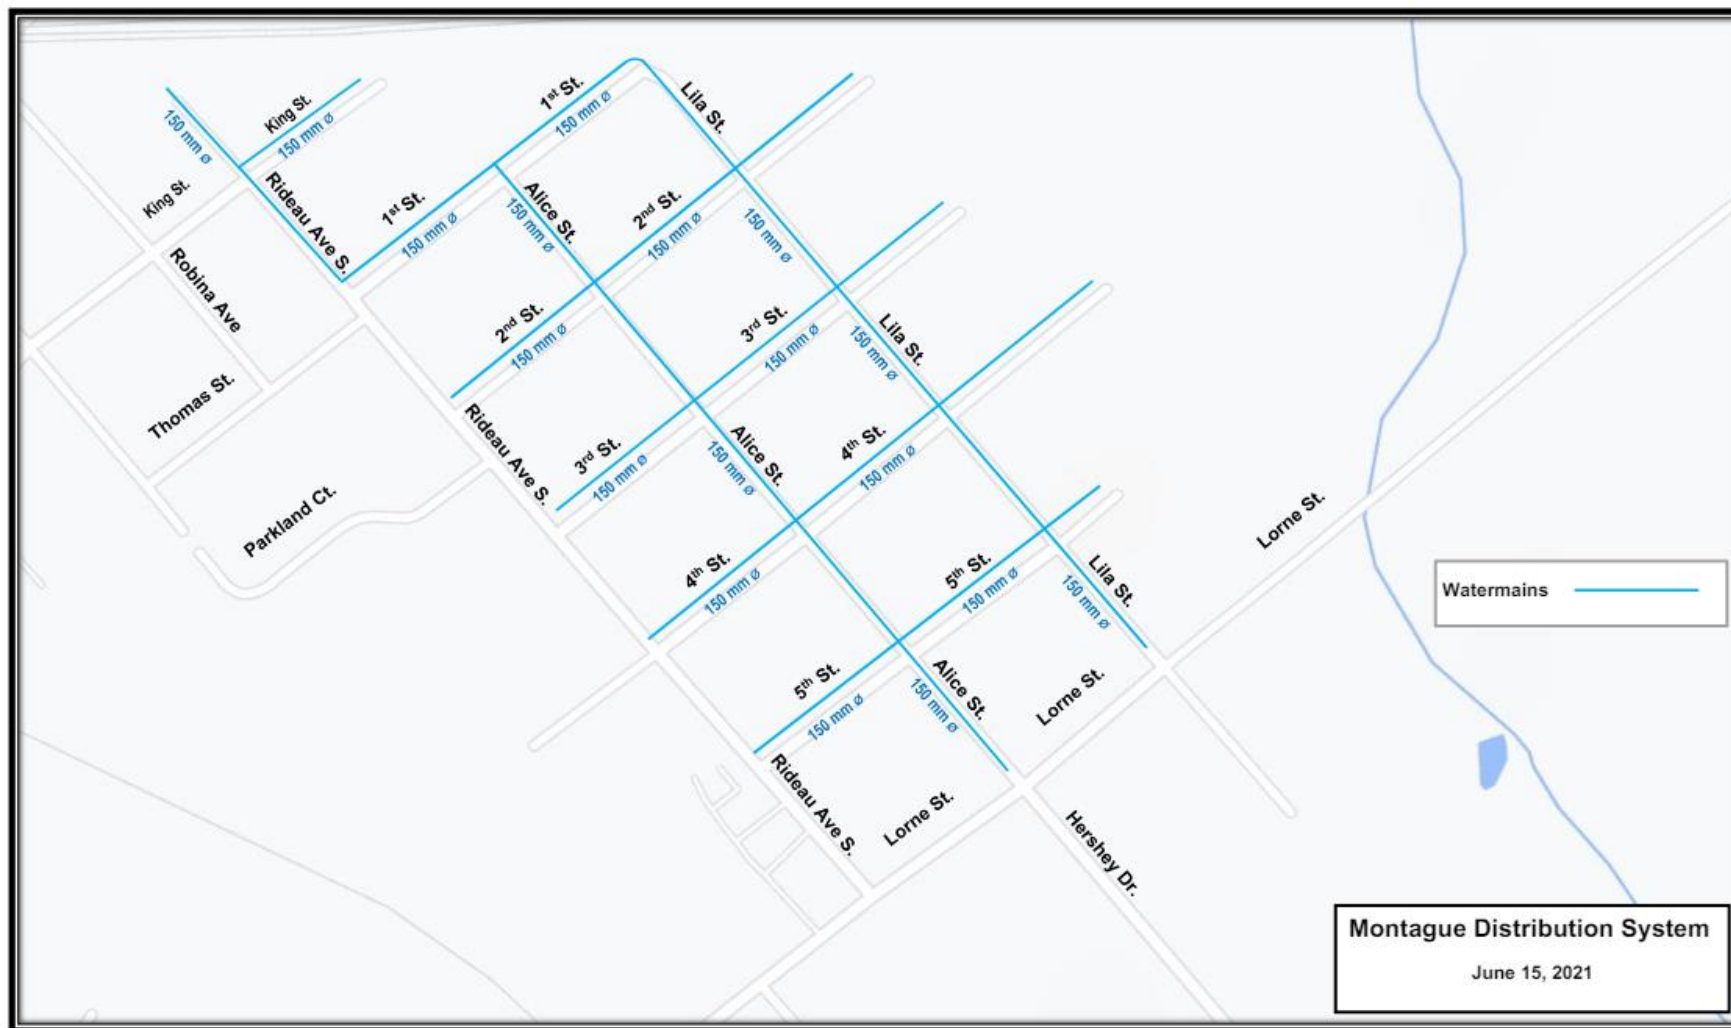 King St.
150 mm ø
150 mm ø
King St.
Rideau Ave S.
1st St.
150 mm ø
Lila St.
1st St.
150 mm ø
Alice St.
150 mm ø
2nd St.
150 mm ø
150 mm ø
Robina Ave
2nd St.
150 mm ø
3rd St.
150 mm ø
Lila St.
150 mm ø
Thomas St.
Rideau Ave S.
3rd St.
150 mm ø
Alice St.
150 mm ø
4th St.
150 mm ø
Parkland Ct.
Lorne St.
4th St.
150 mm ø
5th St.
150 mm ø
Lila St.
150 mm ø
Watermains
5th St.
150 mm ø
Alice St.
150 mm ø
Lorne St.
Rideau Ave S.
Lorne St.
Hershey Dr.
Montague Distribution System
June 15, 2021